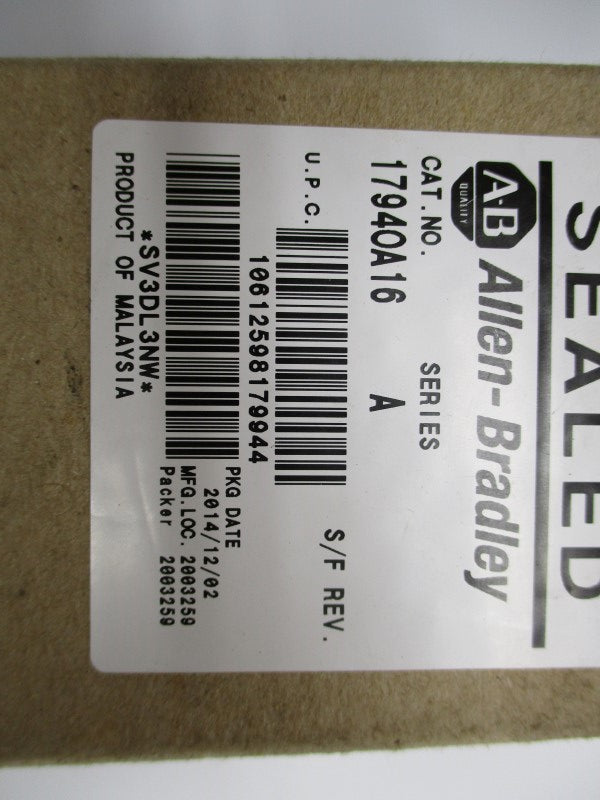 SEALED
A-B QUALITY Allen-Bradley
CAT.NO. SERIES
1794OA16 A
U.P.C. S/F REV.
10612598179944
PKG DATE
2014/12/02
MFG.LOC. 2003259
Packer 2003259
*SV3DL3NW*
PRODUCT OF MALAYSIA